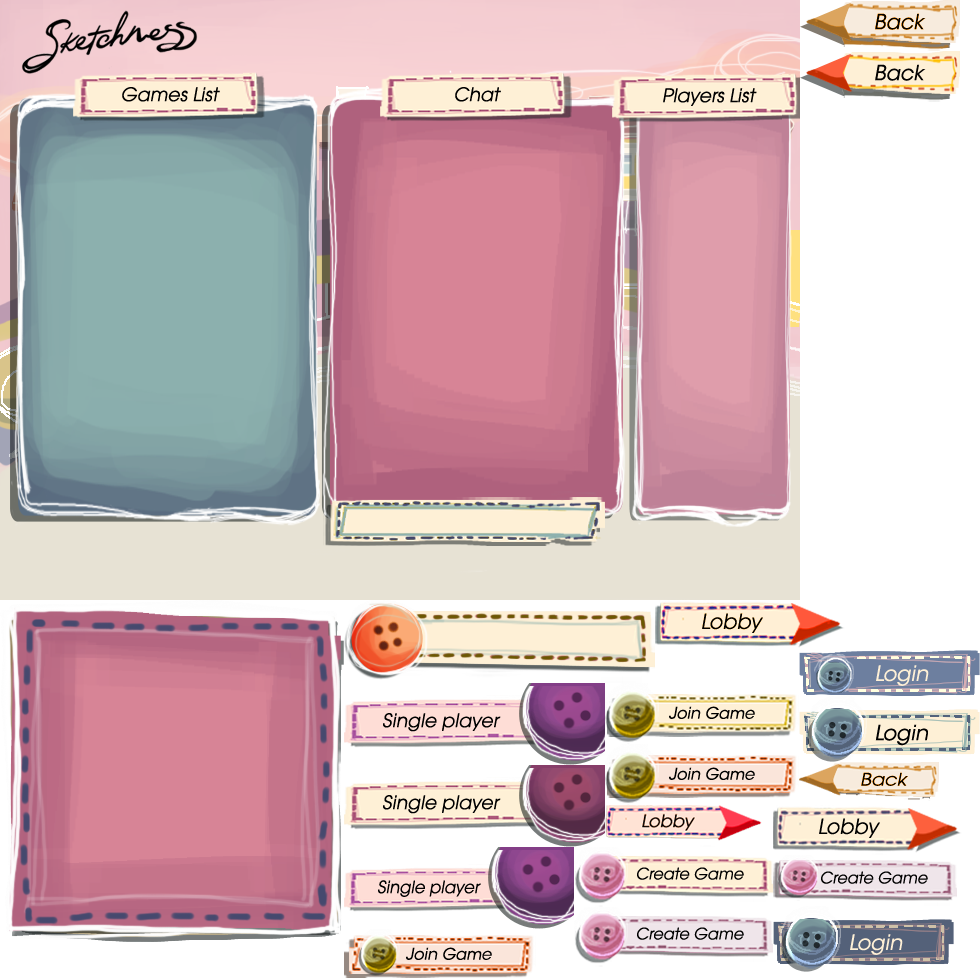 Sketchness
Back
Back
Games List
Chat
Players List
Lobby
Login
Single player
Join Game
Login
Join Game
Back
Single player
Lobby
Lobby
Single player
Create Game
Create Game
Create Game
Login
Join Game